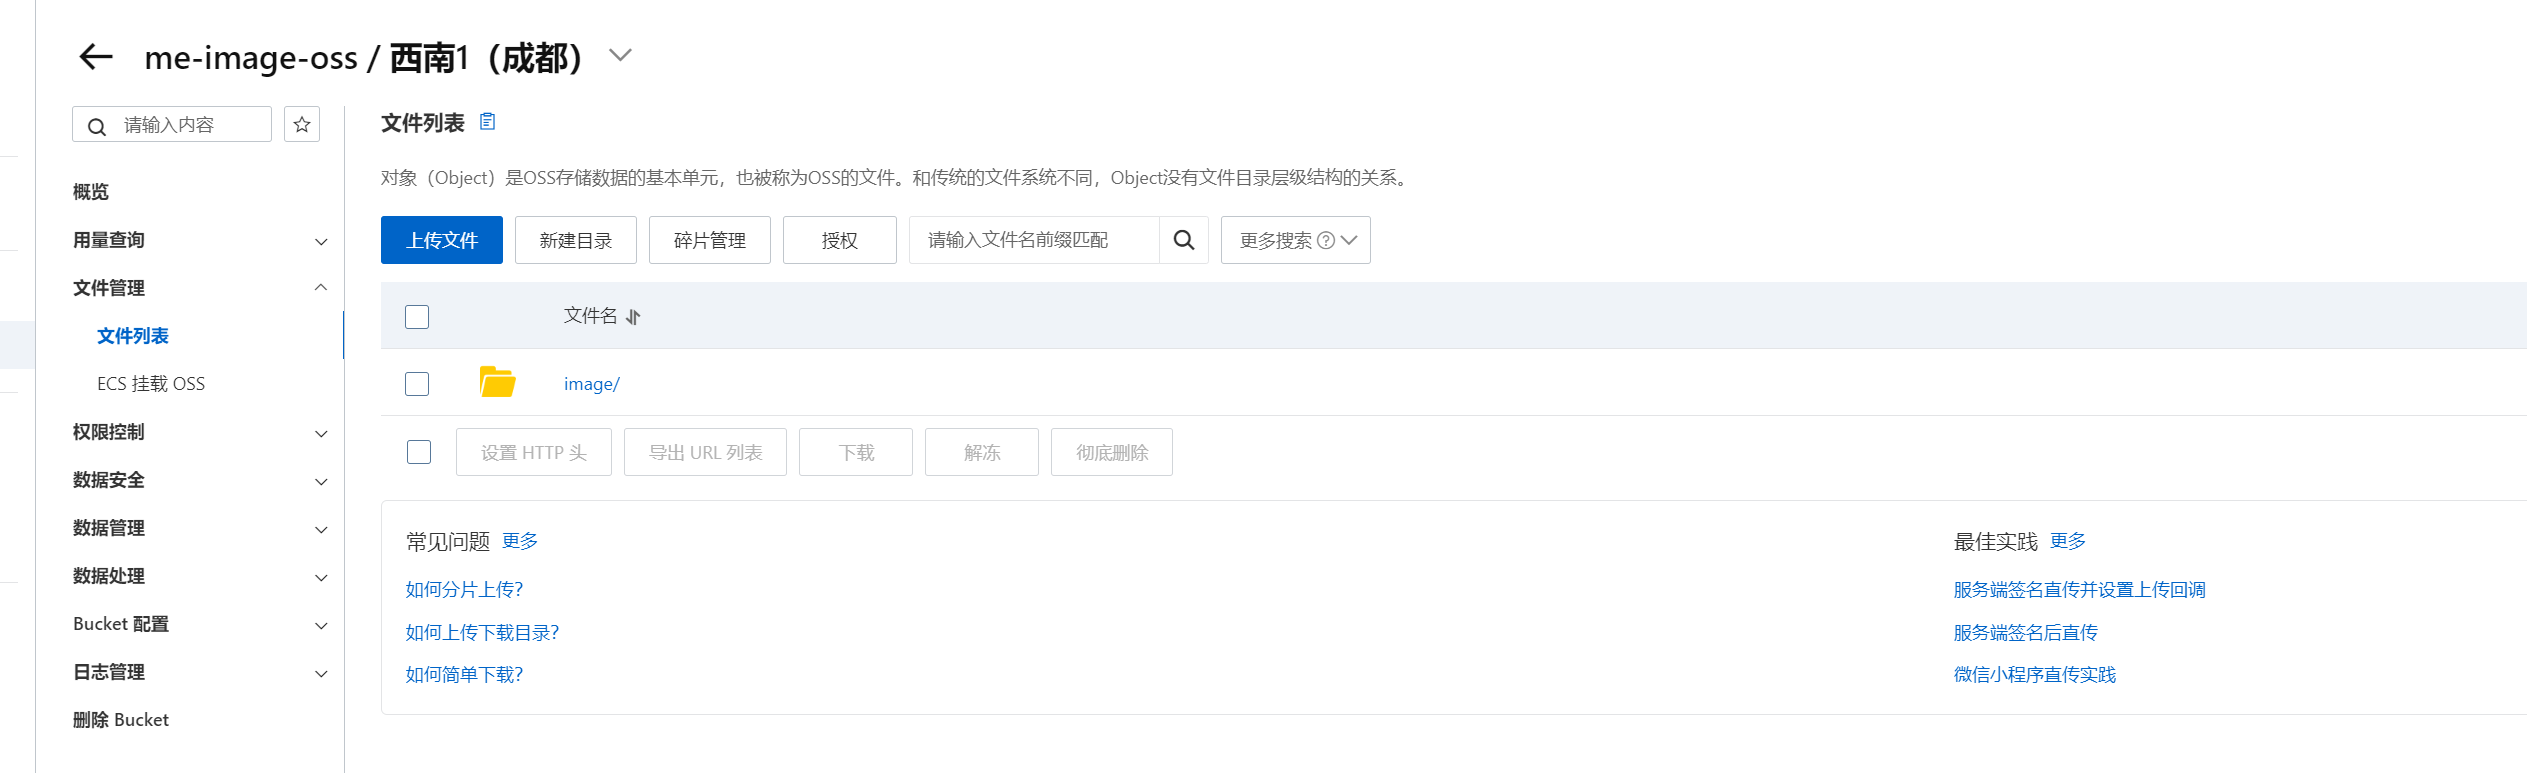 me-image-oss / 西南1（成都）
请输入内容
概览
用量查询
文件管理
文件列表
ECS 挂载 OSS
权限控制
数据安全
数据管理
数据处理
Bucket 配置
日志管理
删除 Bucket
文件列表
对象（Object）是OSS存储数据的基本单元，也被称为OSS的文件。和传统的文件系统不同，Object没有文件目录层级结构的关系。
上传文件 新建目录 碎片管理 授权 请输入文件名前缀匹配 更多搜索
文件名
image/
设置 HTTP 头 导出 URL 列表 下载 解冻 彻底删除
常见问题 更多
如何分片上传?
如何上传下载目录?
如何简单下载?
最佳实践 更多
服务端签名直传并设置上传回调
服务端签名后直传
微信小程序直传实践